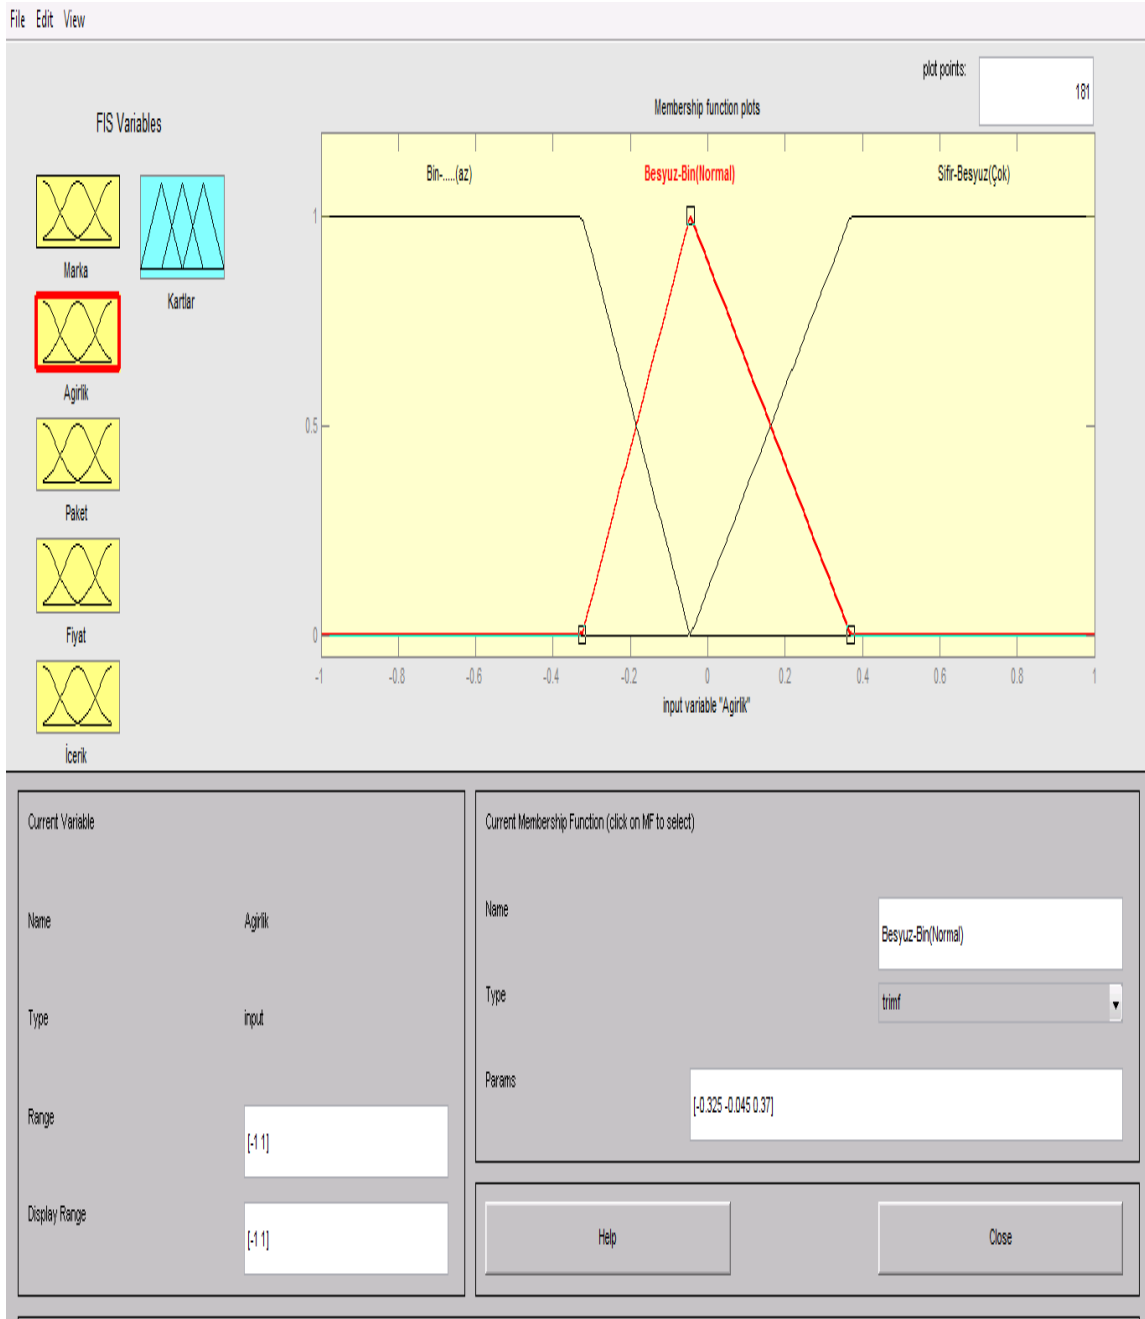 File Edit View
plot points:
181
FIS Variables
Membership function plots
Bin-.....(az)
Besyuz-Bin(Normal)
Sifir-Besyuz(Çok)
Marka
Kartlar
Agirlik
Paket
Fiyat
İcerik
1
0.5
0
-1 -0.8 -0.6 -0.4 -0.2 0 0.2 0.4 0.6 0.8 1
input variable "Agirlik"
Current Variable
Name Agirlik
Type input
Range [-1 1]
Display Range [-1 1]
Current Membership Function (click on MF to select)
Name Besyuz-Bin(Normal)
Type trimf
Params [-0.325 -0.045 0.37]
Help Close